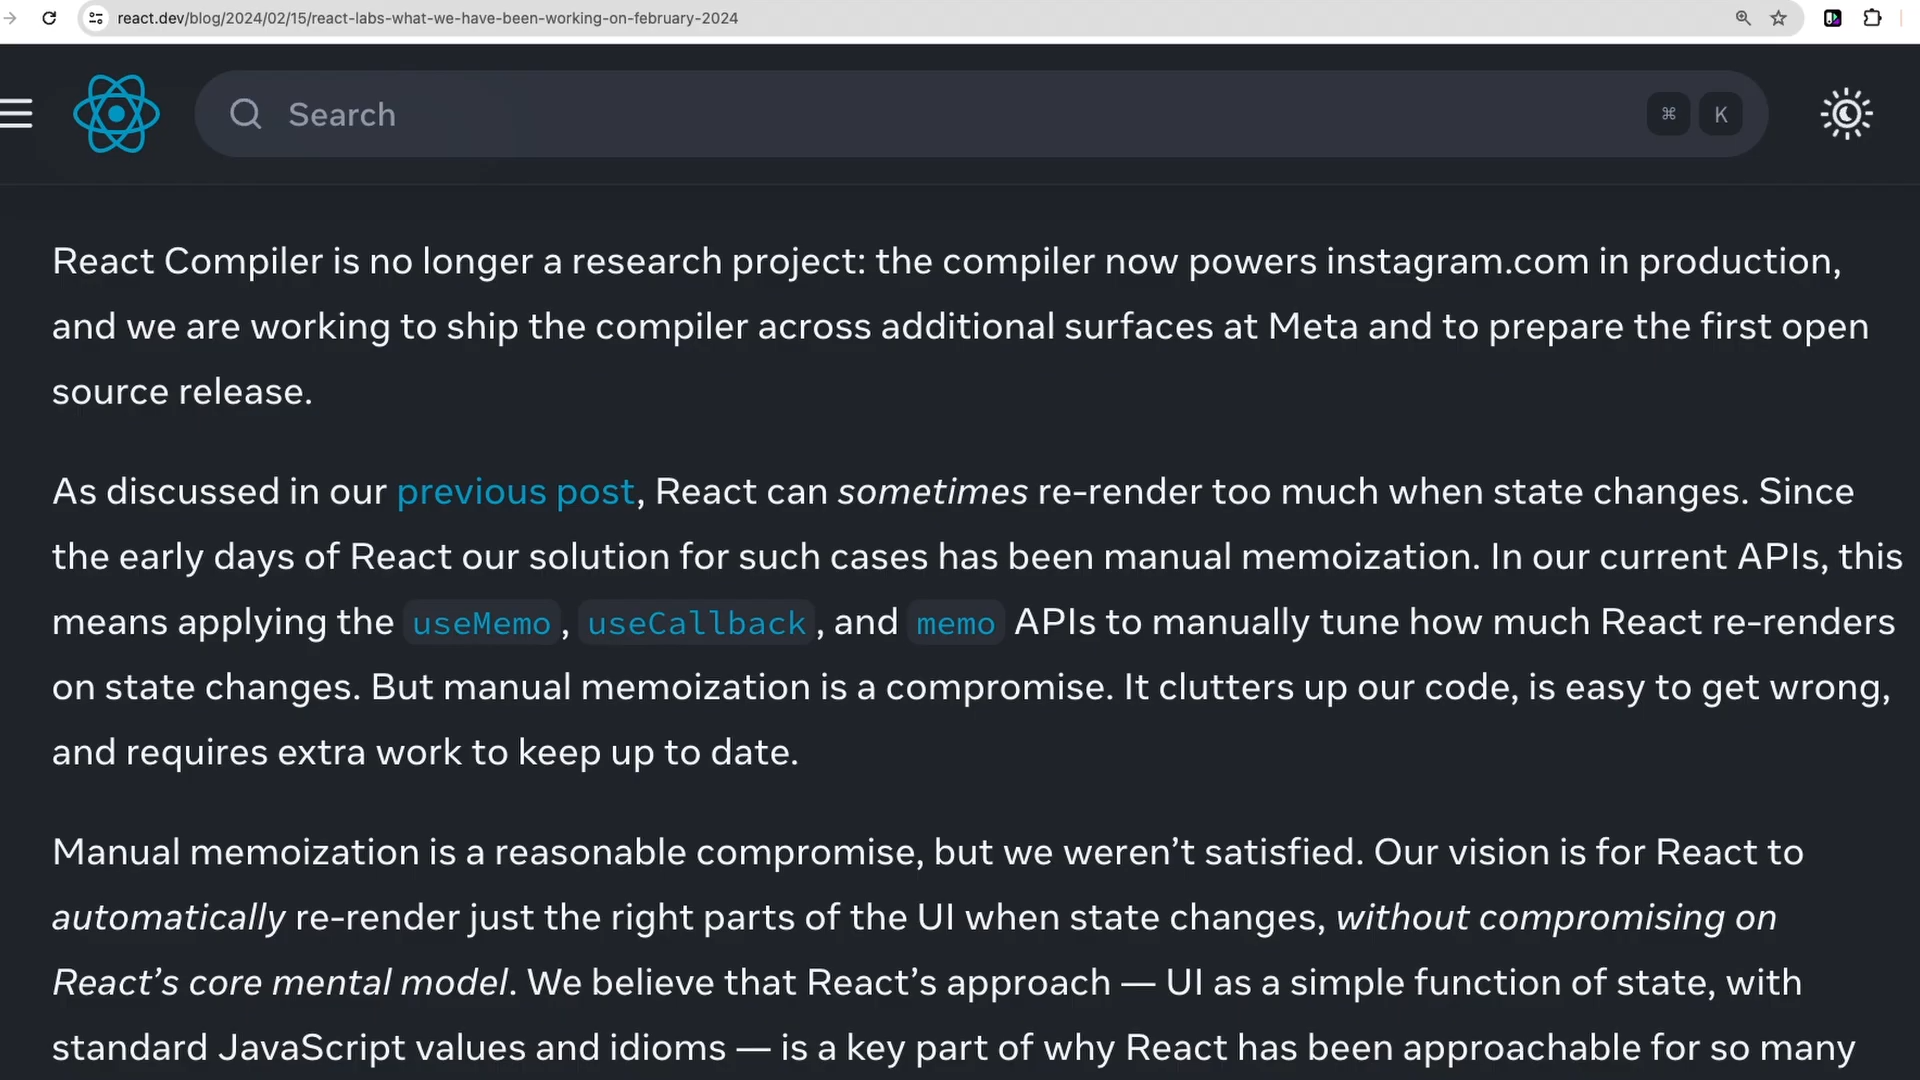 react.dev/blog/2024/02/15/react-labs-what-we-have-been-working-on-february-2024
Search
⌘ K
React Compiler is no longer a research project: the compiler now powers instagram.com in production,
and we are working to ship the compiler across additional surfaces at Meta and to prepare the first open
source release.
As discussed in our previous post, React can sometimes re-render too much when state changes. Since
the early days of React our solution for such cases has been manual memoization. In our current APIs, this
means applying the useMemo, useCallback, and memo APIs to manually tune how much React re-renders
on state changes. But manual memoization is a compromise. It clutters up our code, is easy to get wrong,
and requires extra work to keep up to date.
Manual memoization is a reasonable compromise, but we weren’t satisfied. Our vision is for React to
automatically re-render just the right parts of the UI when state changes, without compromising on
React’s core mental model. We believe that React’s approach — UI as a simple function of state, with
standard JavaScript values and idioms — is a key part of why React has been approachable for so many